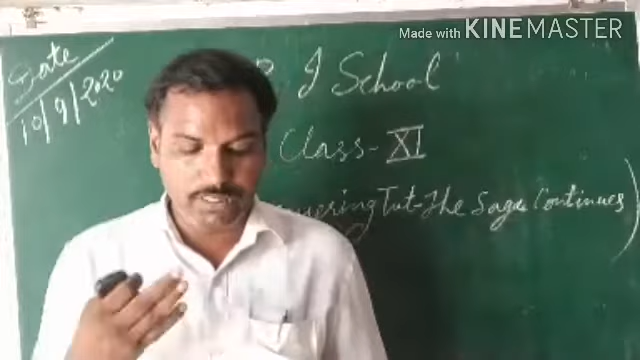 Made with KINEMASTER
Date
10/9/2020
I School
Class - XI
Tut-The Saga Continues)